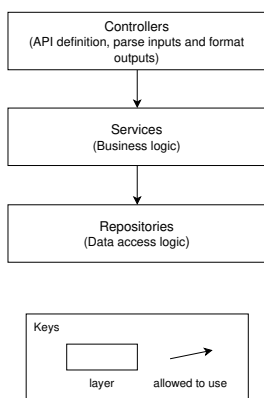 Controllers
(API definition, parse inputs and format
outputs)
Services
(Business logic)
Repositories
(Data access logic)
Keys
layer
allowed to use